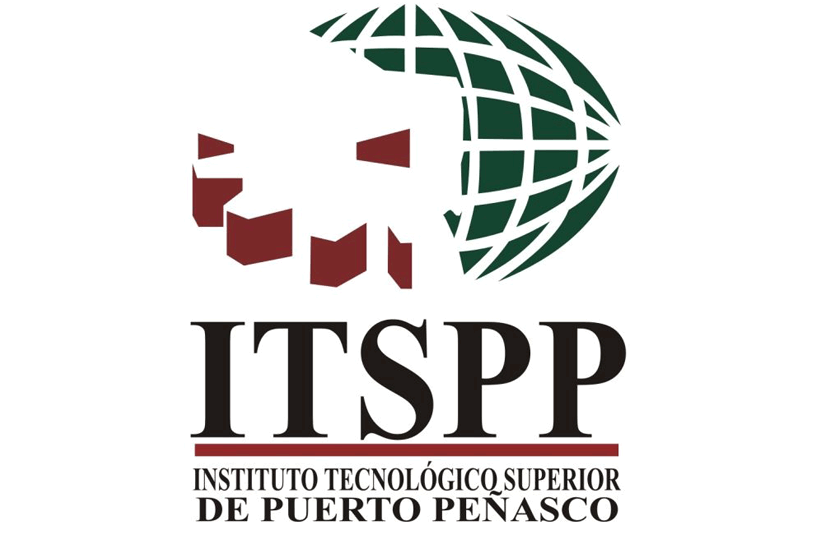 ITSPP
INSTITUTO TECNOLÓGICO SUPERIOR
DE PUERTO PEÑASCO